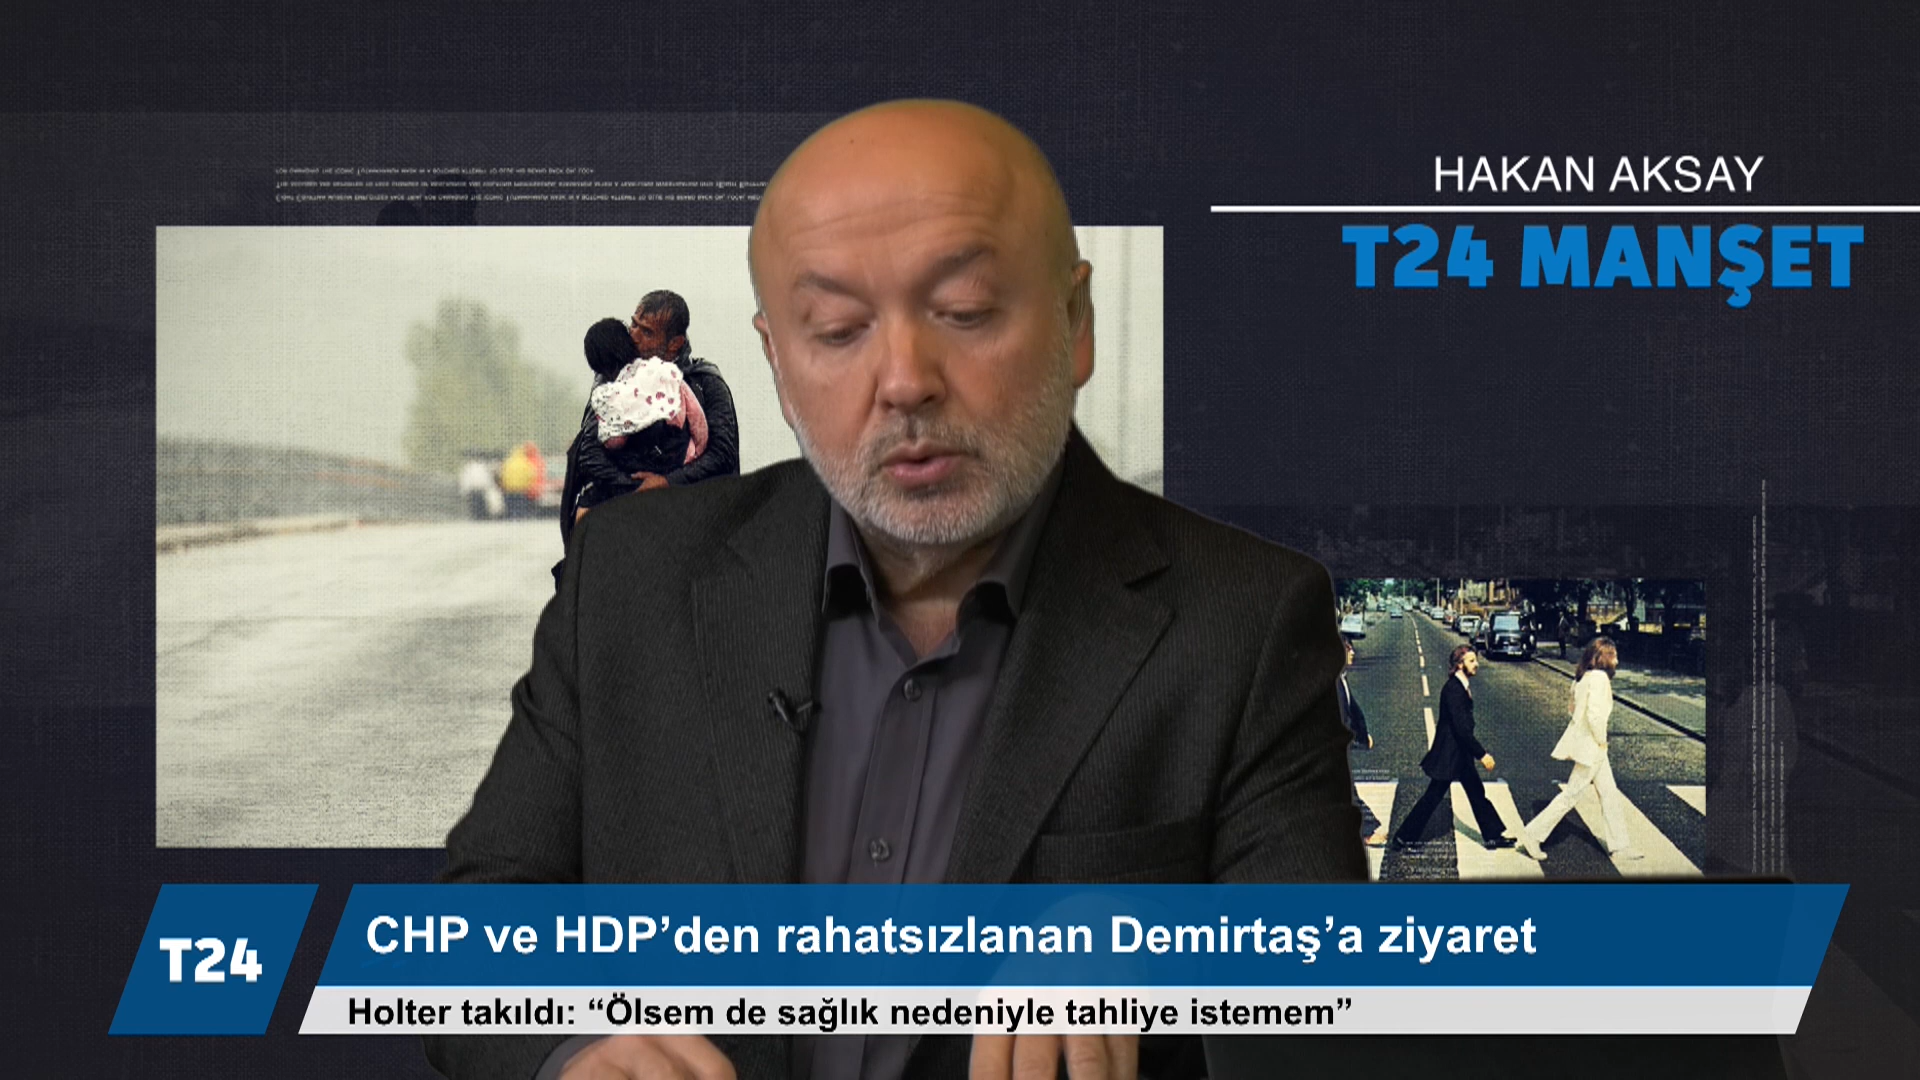 HAKAN AKSAY
T24 MANŞET
T24
CHP ve HDP’den rahatsızlanan Demirtaş’a ziyaret
Holter takıldı: “Ölsem de sağlık nedeniyle tahliye istemem”